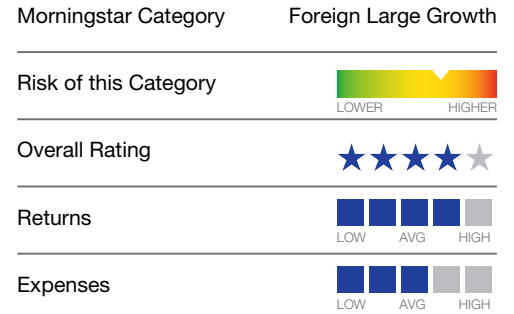 Morningstar Category Foreign Large Growth
Risk of this Category
LOWER HIGHER
Overall Rating
Returns
LOW AVG HIGH
Expenses
LOW AVG HIGH